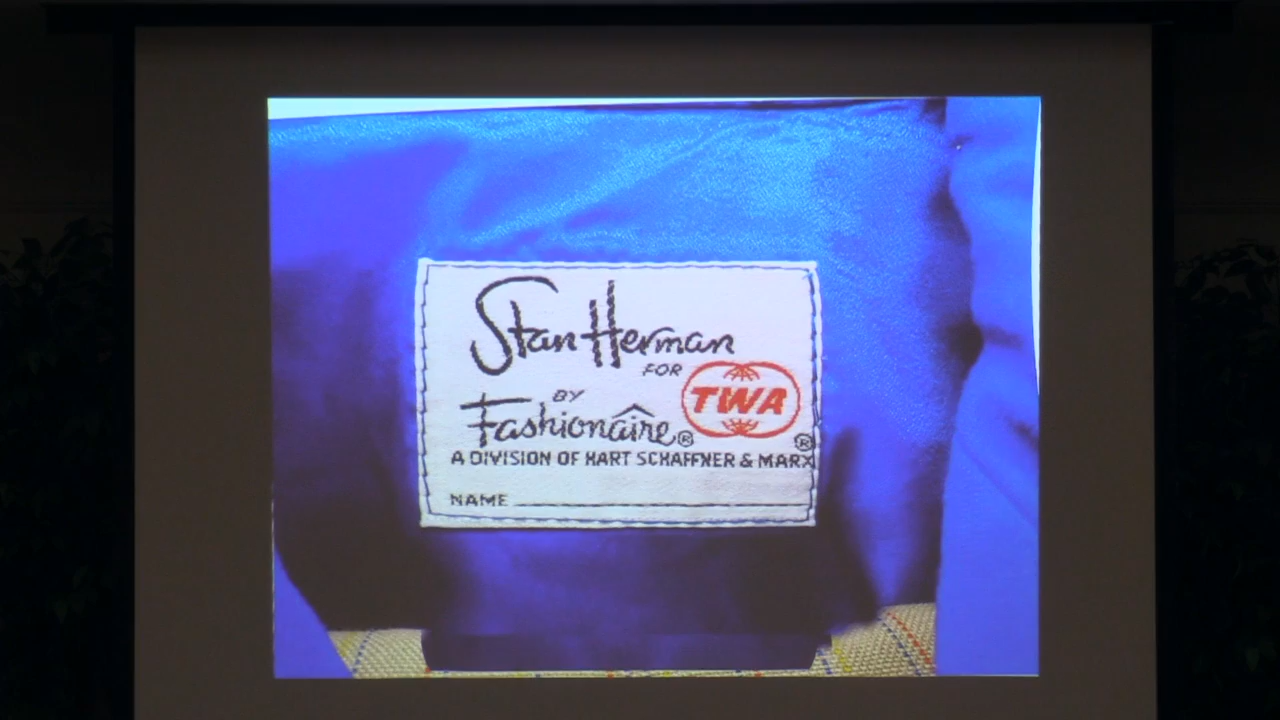 Stan Herman
FOR
TWA
BY
Fashionaire®
®
A DIVISION OF HART SCHAFFNER & MARX
NAME